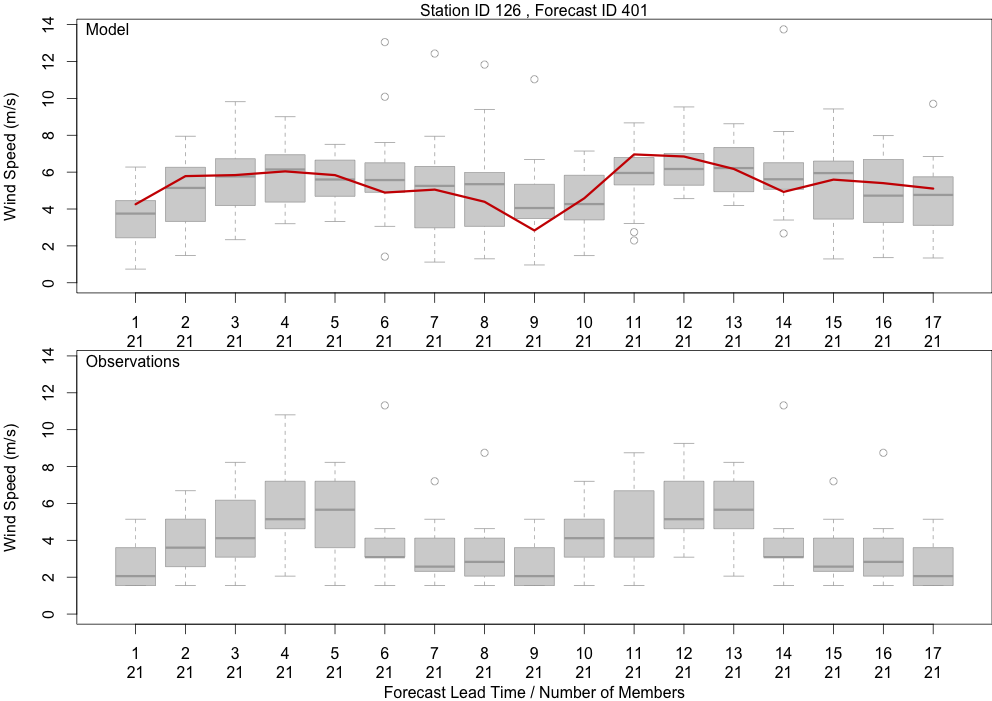 Station ID 126 , Forecast ID 401
Model
Wind Speed (m/s)
14
12
10
8
6
4
2
0
1 2 3 4 5 6 7 8 9 10 11 12 13 14 15 16 17
21 21 21 21 21 21 21 21 21 21 21 21 21 21 21 21 21
Observations
Wind Speed (m/s)
14
12
10
8
6
4
2
0
1 2 3 4 5 6 7 8 9 10 11 12 13 14 15 16 17
21 21 21 21 21 21 21 21 21 21 21 21 21 21 21 21 21
Forecast Lead Time / Number of Members